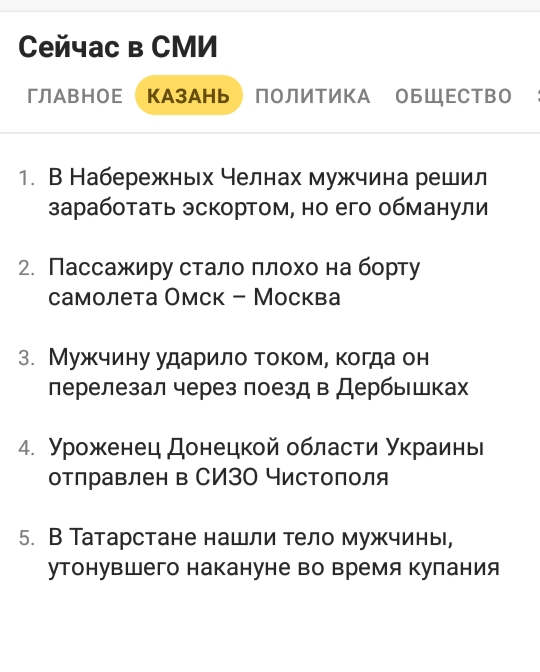 Сейчас в СМИ
ГЛАВНОЕ КАЗАНЬ ПОЛИТИКА ОБЩЕСТВО
1. В Набережных Челнах мужчина решил
заработать эскортом, но его обманули
2. Пассажиру стало плохо на борту
самолета Омск – Москва
3. Мужчину ударило током, когда он
перелезал через поезд в Дербышках
4. Уроженец Донецкой области Украины
отправлен в СИЗО Чистополя
5. В Татарстане нашли тело мужчины,
утонувшего накануне во время купания